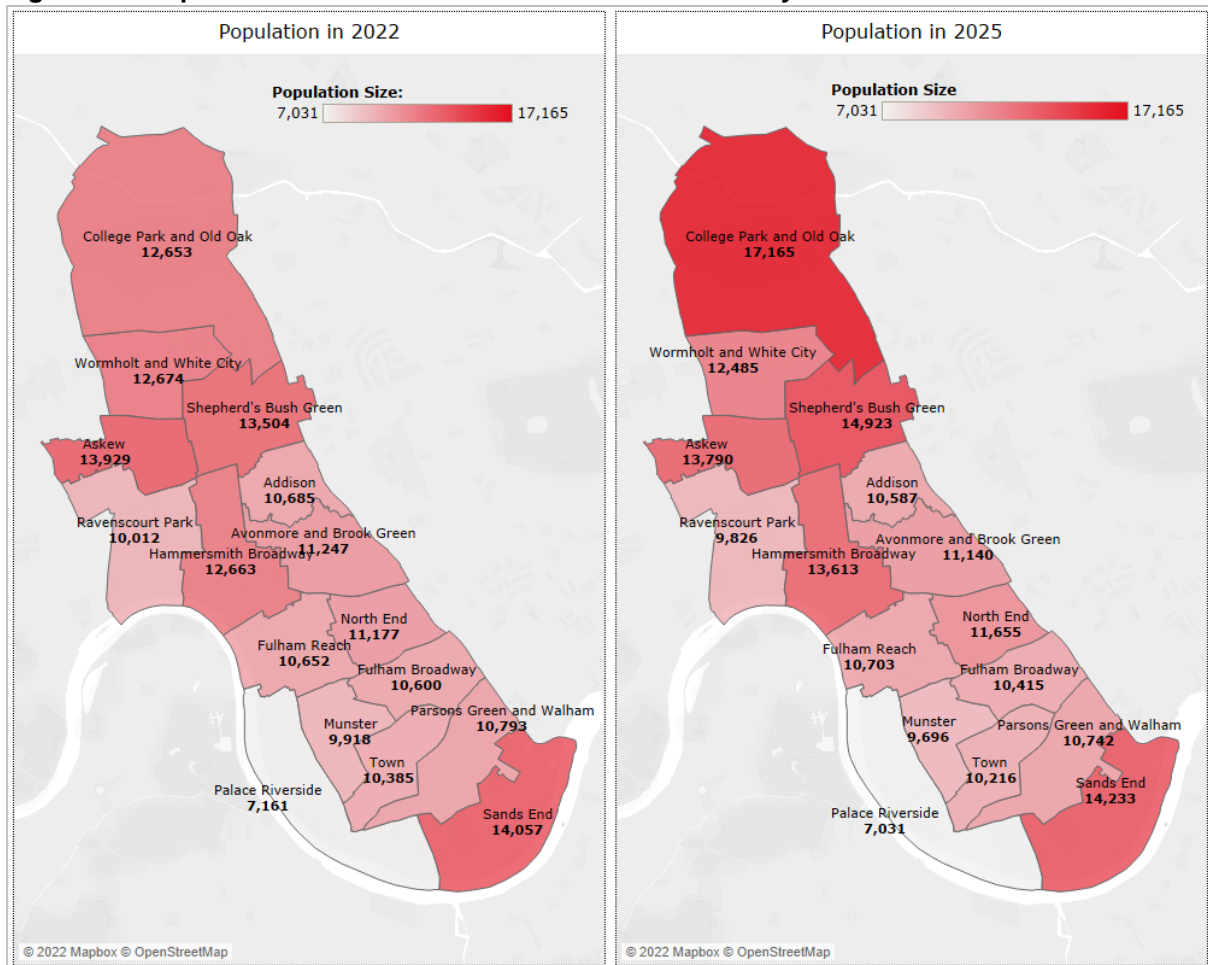 Population in 2022
Population Size:
7,031 17,165
College Park and Old Oak
12,653
Wormholt and White City
12,674
Shepherd's Bush Green
13,504
Askew
13,929
Addison
10,685
Ravenscourt Park
10,012
Avonmore and Brook Green
11,247
Hammersmith Broadway
12,663
North End
11,177
Fulham Reach
10,652
Fulham Broadway
10,600
Parsons Green and Walham
10,793
Munster
9,918
Town
10,385
Palace Riverside
7,161
Sands End
14,057
© 2022 Mapbox © OpenStreetMap
Population in 2025
Population Size
7,031 17,165
College Park and Old Oak
17,165
Wormholt and White City
12,485
Shepherd's Bush Green
14,923
Askew
13,790
Addison
10,587
Ravenscourt Park
9,826
Avonmore and Brook Green
11,140
Hammersmith Broadway
13,613
North End
11,655
Fulham Reach
10,703
Fulham Broadway
10,415
Munster
9,696
Parsons Green and Walham
10,742
Town
10,216
Sands End
14,233
Palace Riverside
7,031
© 2022 Mapbox © OpenStreetMap